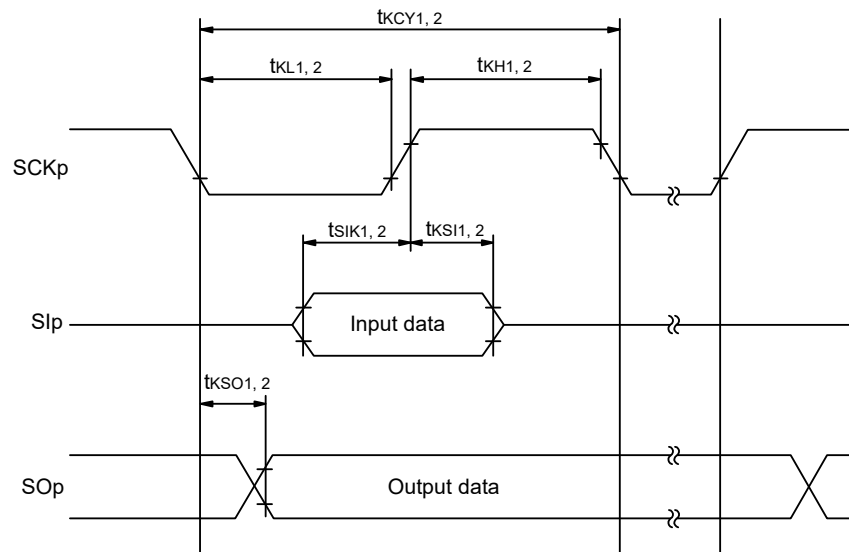 tKCY1, 2
tKL1, 2
tKH1, 2
SCKp
tSIK1, 2
tKSI1, 2
SIp
Input data
tKSO1, 2
SOp
Output data